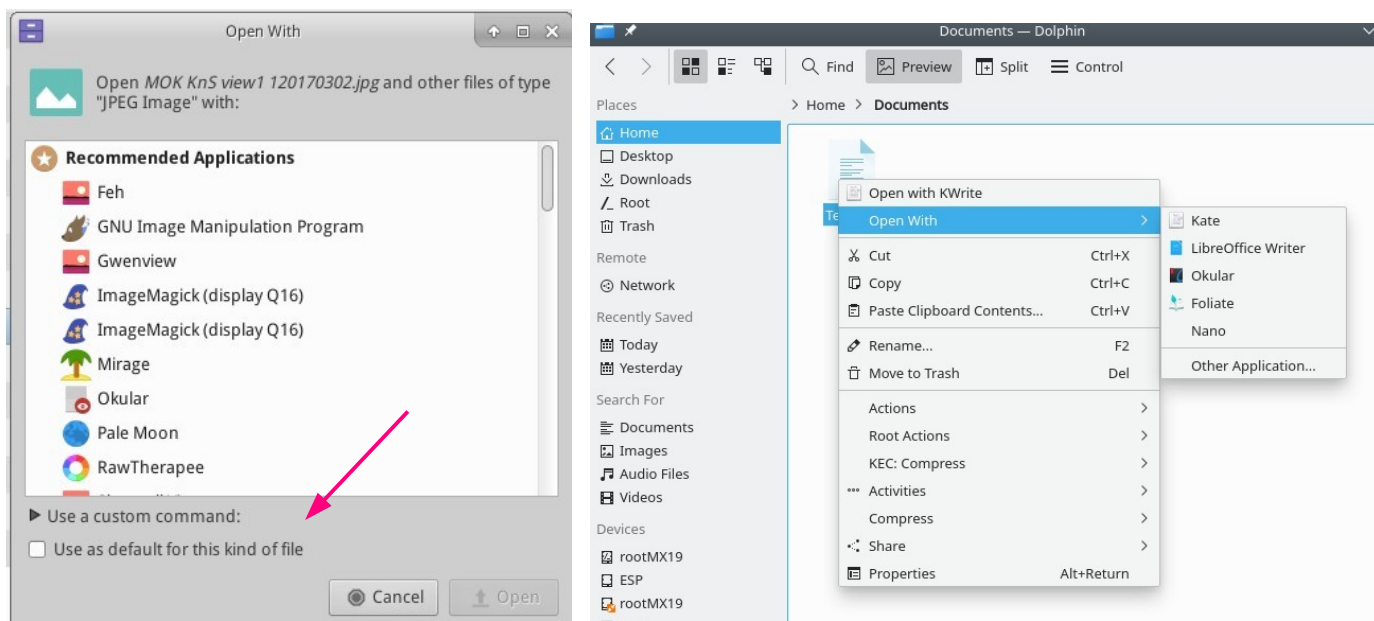 Open With
Open MOK KnS view1 120170302.jpg and other files of type
"JPEG Image" with:
Recommended Applications
Feh
GNU Image Manipulation Program
Gwenview
ImageMagick (display Q16)
ImageMagick (display Q16)
Mirage
Okular
Pale Moon
RawTherapee
Use a custom command:
Use as default for this kind of file
Cancel
Open
Documents — Dolphin
Find
Preview
Split
Control
Places
Home
Desktop
Downloads
Root
Trash
Remote
Network
Recently Saved
Today
Yesterday
Search For
Documents
Images
Audio Files
Videos
Devices
rootMX19
ESP
rootMX19
> Home > Documents
Te
Open with KWrite
Open With
Cut Ctrl+X
Copy Ctrl+C
Paste Clipboard Contents... Ctrl+V
Rename... F2
Move to Trash Del
Actions
Root Actions
KEC: Compress
Activities
Compress
Share
Properties Alt+Return
Kate
LibreOffice Writer
Okular
Foliate
Nano
Other Application...